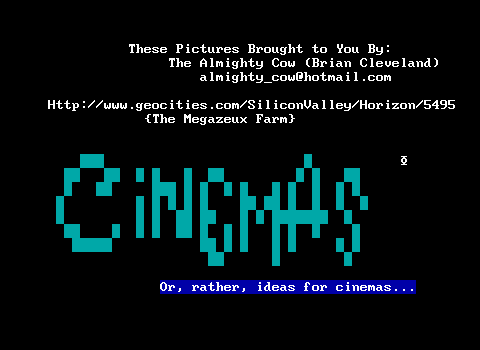 These Pictures Brought to You By:
The Almighty Cow (Brian Cleveland)
almighty_cow@hotmail.com
Http://www.geocities.com/SiliconValley/Horizon/5495
{The Megazeux Farm}
CiNEMAS
Or, rather, ideas for cinemas...